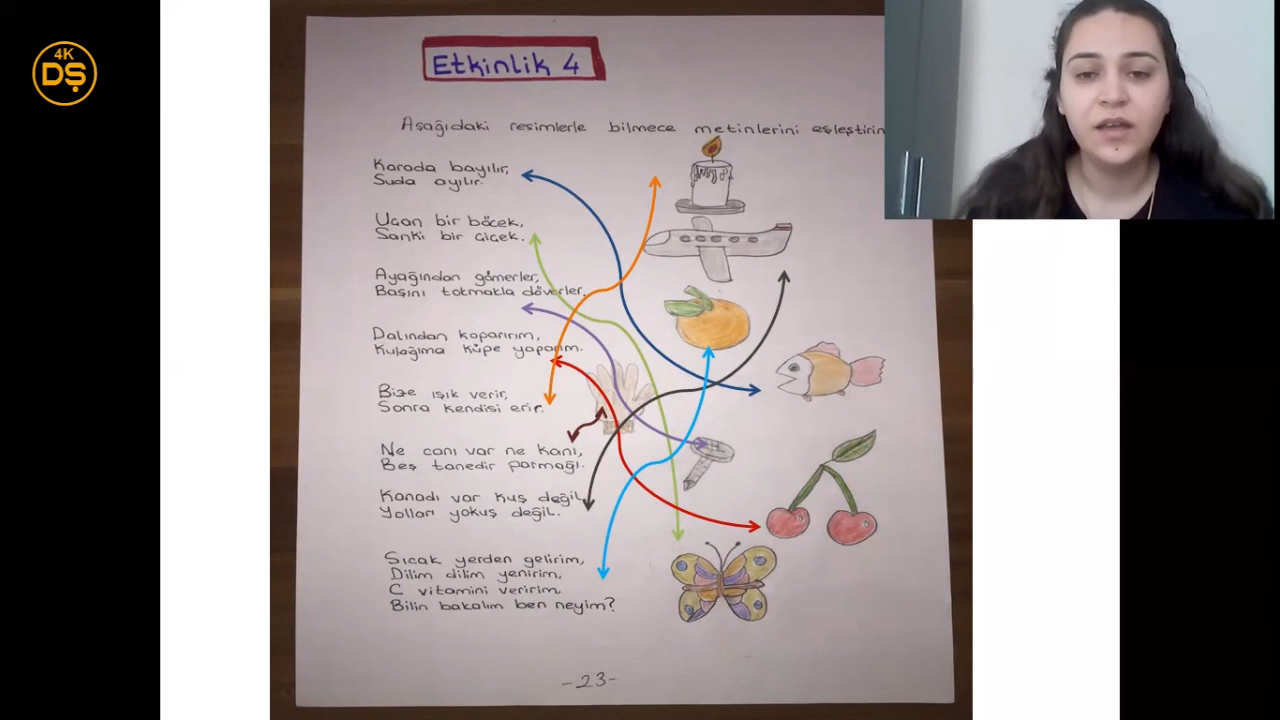 4K
DŞ
Etkinlik 4
Aşağıdaki resimlerle bilmece metinlerini eşleştirin
Karada bayılır,
Suda ayılır.
Uçan bir böcek,
Sanki bir çiçek.
Ayağından gömerler,
Başını tokmakla döverler.
Dalından koparırım,
Kulağıma küpe yaparım.
Bize ışık verir,
Sonra kendisi erir.
Ne canı var ne kanı,
Beş tanedir parmağı.
Kanadı var kuş değil,
Yolları yokuş değil.
Sıcak yerden gelirim,
Dilim dilim yenirim,
C vitamini veririm,
Bilin bakalım ben neyim?
-23-